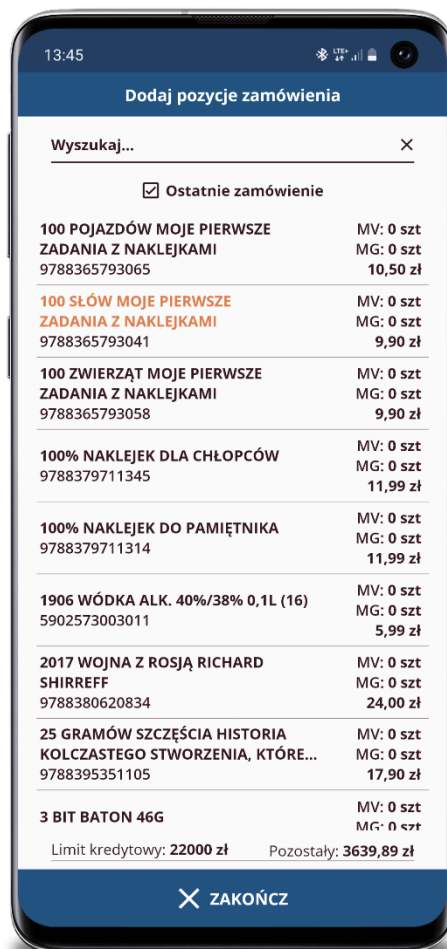 13:45
LTE+
Dodaj pozycje zamówienia
Wyszukaj...
Ostatnie zamówienie
100 POJAZDÓW MOJE PIERWSZE MV: 0 szt
ZADANIA Z NAKLEJKAMI MG: 0 szt
9788365793065 10,50 zł
100 SŁÓW MOJE PIERWSZE MV: 0 szt
ZADANIA Z NAKLEJKAMI MG: 0 szt
9788365793041 9,90 zł
100 ZWIERZĄT MOJE PIERWSZE MV: 0 szt
ZADANIA Z NAKLEJKAMI MG: 0 szt
9788365793058 9,90 zł
MV: 0 szt
100% NAKLEJEK DLA CHŁOPCÓW MG: 0 szt
9788379711345 11,99 zł
MV: 0 szt
100% NAKLEJEK DO PAMIĘTNIKA MG: 0 szt
9788379711314 11,99 zł
MV: 0 szt
1906 WÓDKA ALK. 40%/38% 0,1L (16) MG: 0 szt
5902573003011 5,99 zł
2017 WOJNA Z ROSJĄ RICHARD MV: 0 szt
SHIRREFF MG: 0 szt
9788380620834 24,00 zł
25 GRAMÓW SZCZĘŚCIA HISTORIA MV: 0 szt
KOLCZASTEGO STWORZENIA, KTÓRE... MG: 0 szt
9788395351105 17,90 zł
MV: 0 szt
3 BIT BATON 46G MG: 0 szt
Limit kredytowy: 22000 zł Pozostały: 3639,89 zł
ZAKOŃCZ